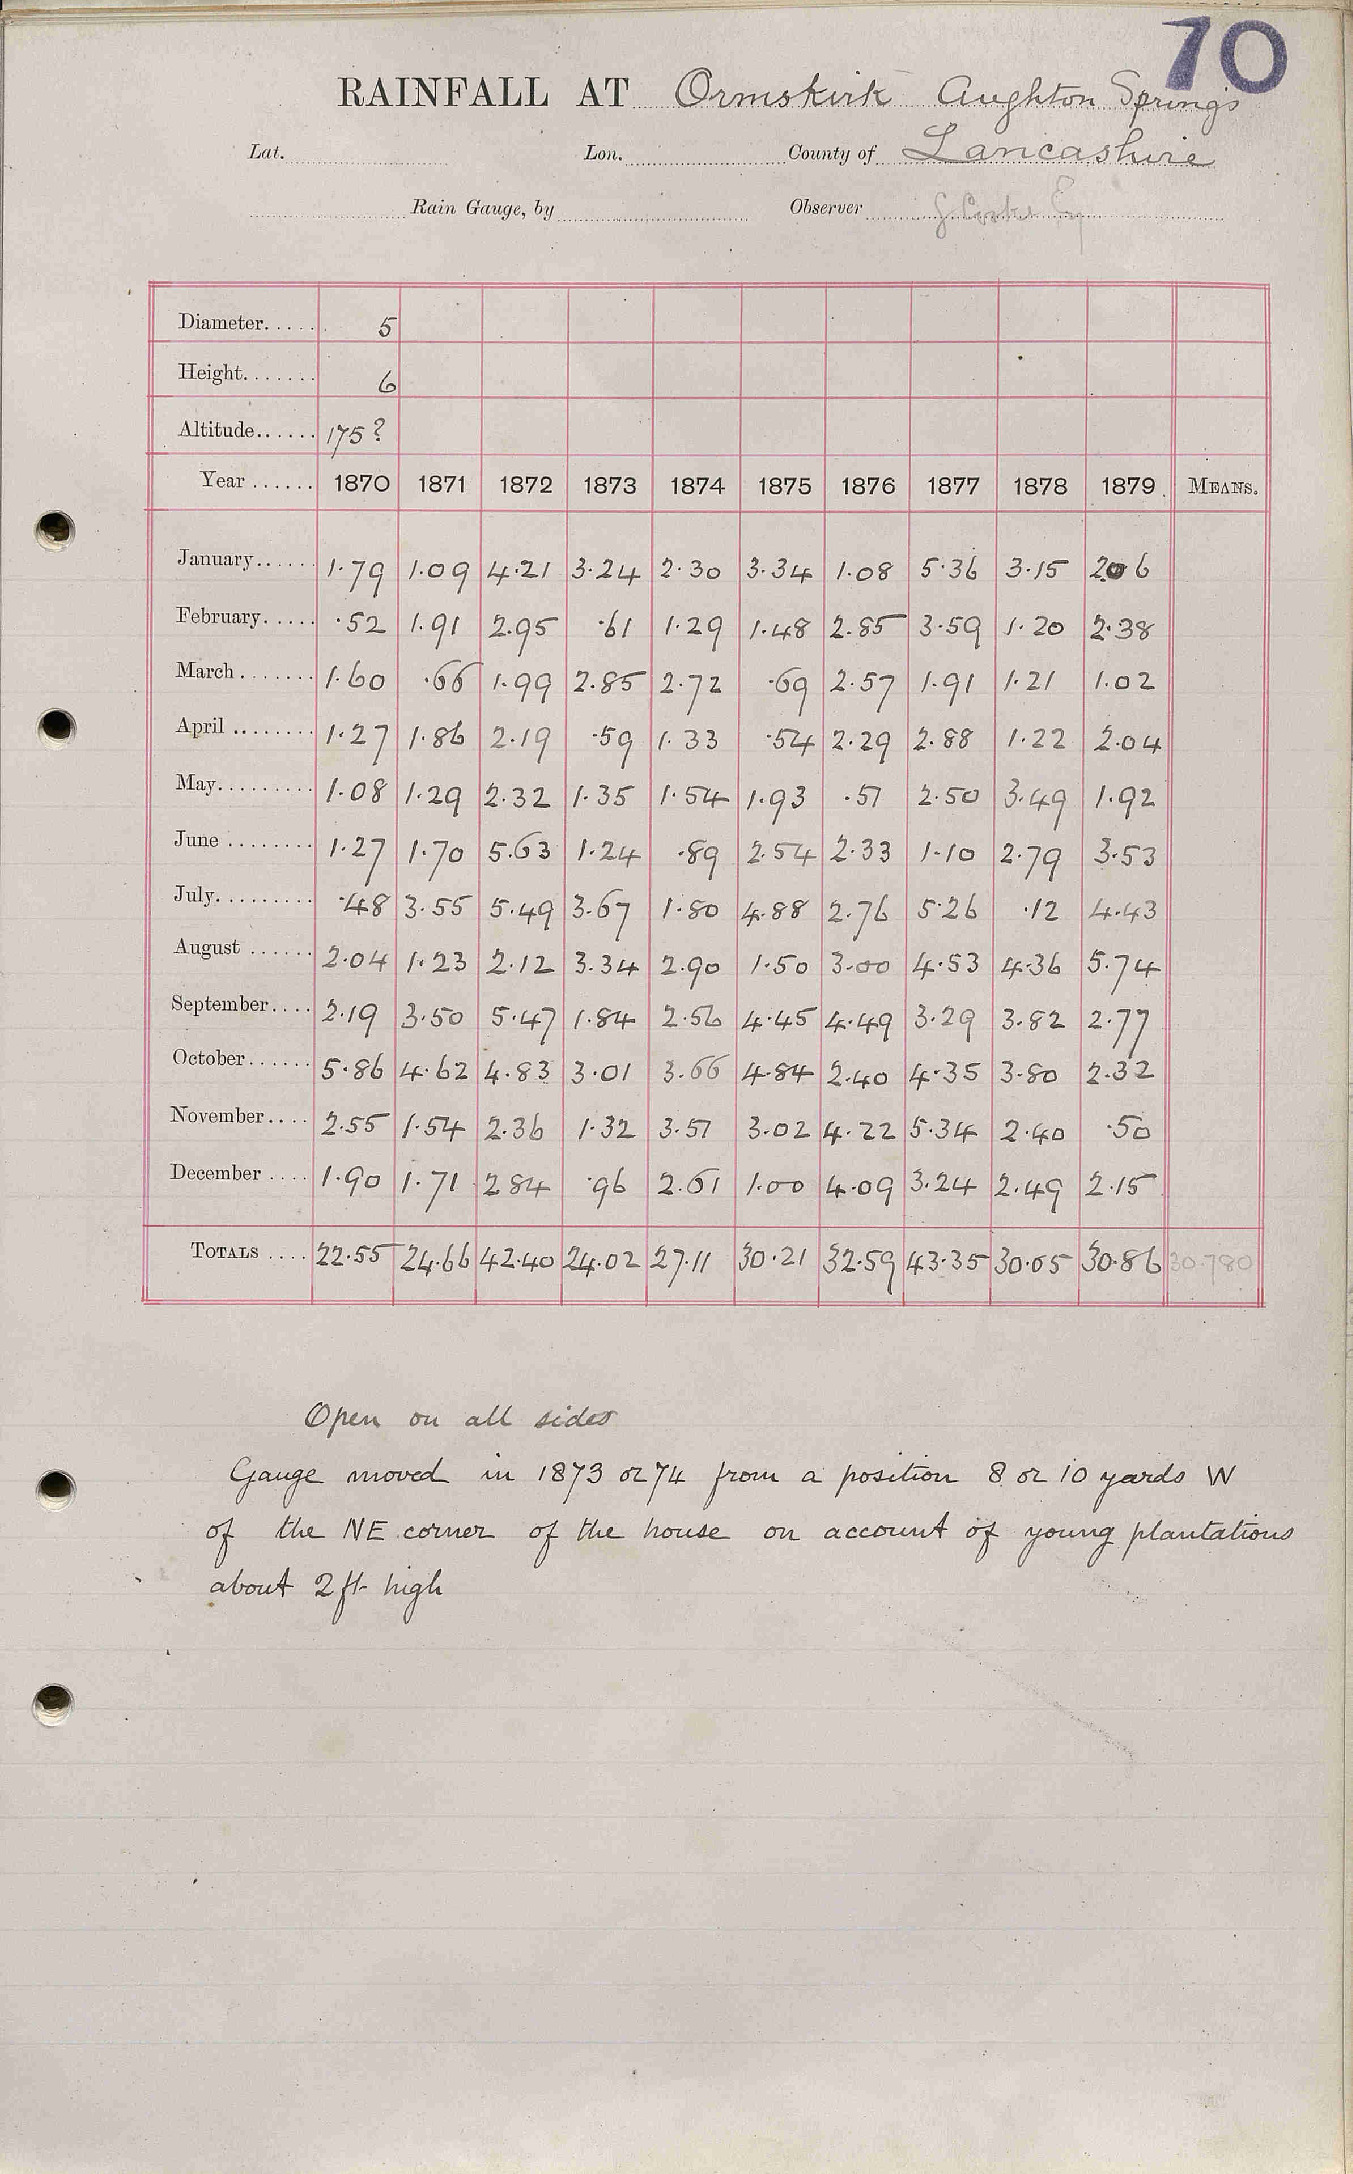 70
RAINFALL AT Ormskirk Aughton Springs
Lat. Lon. County of Lancashire
Rain Gauge, by Observer
Diameter 5
Height 6
Altitude 175?
Year 1870 1871 1872 1873 1874 1875 1876 1877 1878 1879 MEANS.
January 1.79 1.09 4.21 3.24 2.30 3.34 1.08 5.36 3.15 206
February .52 1.91 2.95 .61 1.29 1.48 2.85 3.59 1.20 2.38
March 1.60 .66 1.99 2.85 2.72 .69 2.57 1.91 1.21 1.02
April 1.27 1.86 2.19 .59 1.33 .54 2.29 2.88 1.22 2.04
May 1.08 1.29 2.32 1.35 1.54 1.93 .51 2.50 3.49 1.92
June 1.27 1.70 5.63 1.24 .89 2.54 2.33 1.10 2.79 3.53
July .48 3.55 5.49 3.67 1.80 4.88 2.76 5.26 .12 4.43
August 2.04 1.23 2.12 3.34 2.90 1.50 3.00 4.53 4.36 5.74
September 2.19 3.50 5.47 1.84 2.56 4.45 4.49 3.29 3.82 2.77
October 5.86 4.62 4.83 3.01 3.66 4.84 2.40 4.35 3.80 2.32
November 2.55 1.54 2.36 1.32 3.51 3.02 4.22 5.34 2.40 .50
December 1.90 1.71 2.84 .96 2.61 1.00 4.09 3.24 2.49 2.15
TOTALS 22.55 24.66 42.40 24.02 27.11 30.21 32.59 43.35 30.05 30.86 30.780
Open on all sides
Gauge moved in 1873 or 74 from a position 8 or 10 yards W
of the NE corner of the house on account of young plantations
about 2 ft. high